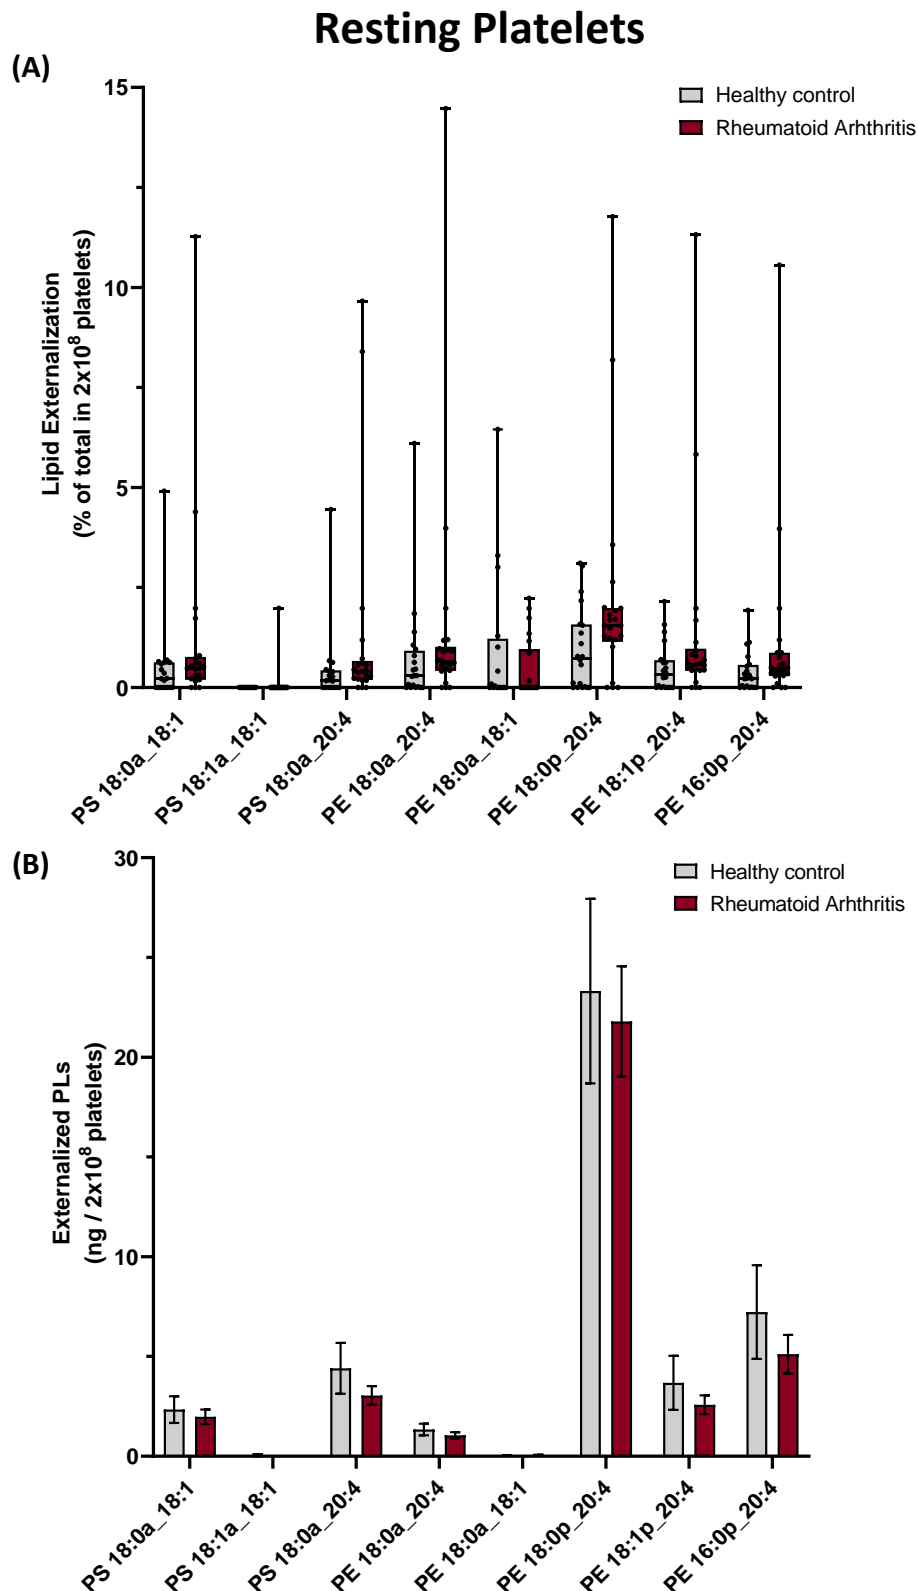 Resting Platelets
(A)
Healthy control
Rheumatoid Arhthritis
Lipid Externalization
(% of total in 2x10⁸ platelets)
15
10
5
0
PS 18:0a_18:1
PS 18:1a_18:1
PS 18:0a_20:4
PE 18:0a_20:4
PE 18:0a_18:1
PE 18:0p_20:4
PE 18:1p_20:4
PE 16:0p_20:4
(B)
Healthy control
Rheumatoid Arhthritis
Externalized PLs
(ng / 2x10⁸ platelets)
30
20
10
0
PS 18:0a_18:1
PS 18:1a_18:1
PS 18:0a_20:4
PE 18:0a_20:4
PE 18:0a_18:1
PE 18:0p_20:4
PE 18:1p_20:4
PE 16:0p_20:4